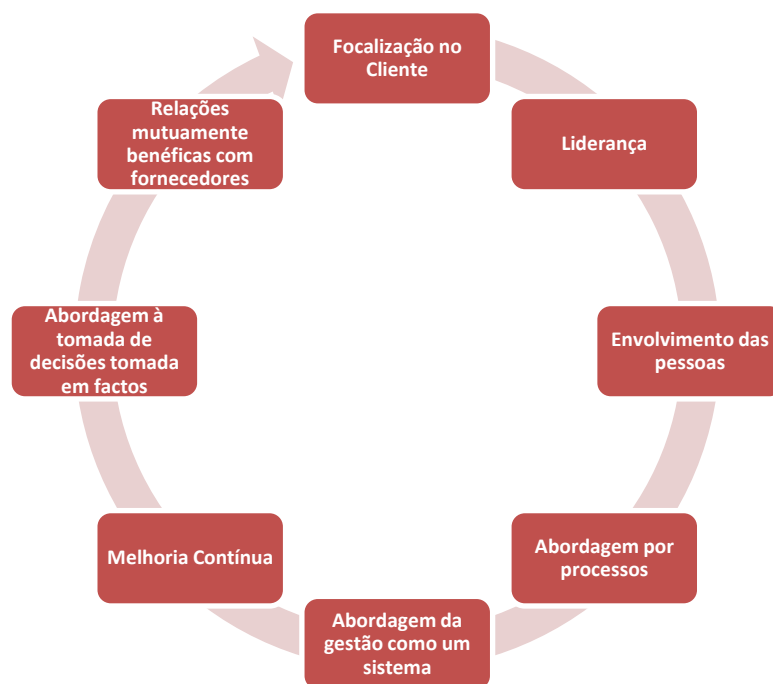 Focalização no
Cliente
Liderança
Envolvimento das
pessoas
Abordagem por
processos
Abordagem da
gestão como um
sistema
Melhoria Contínua
Abordagem à
tomada de
decisões tomada
em factos
Relações
mutuamente
benéficas com
fornecedores